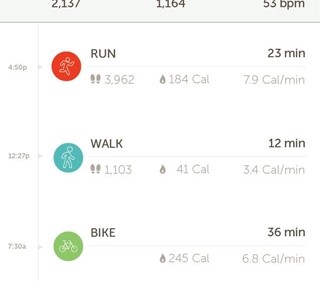 2,137 1,164 53 bpm
RUN 23 min
4:50p
3,962 184 Cal 7.9 Cal/min
WALK 12 min
12:27p
1,103 41 Cal 3.4 Cal/min
BIKE 36 min
7:30a
245 Cal 6.8 Cal/min